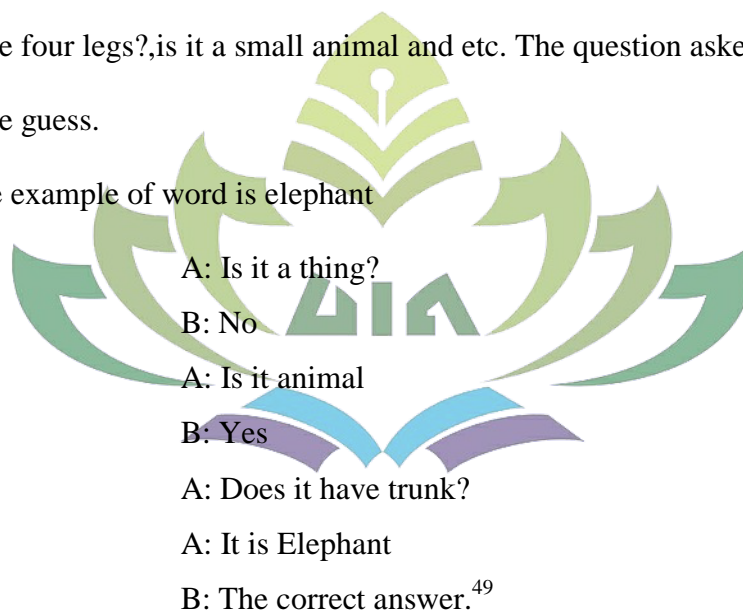 e four legs?,is it a small animal and etc. The question aske
e guess.
e example of word is elephant
A: Is it a thing?
B: No
UIN
A: Is it animal
B: Yes
A: Does it have trunk?
A: It is Elephant
B: The correct answer.49